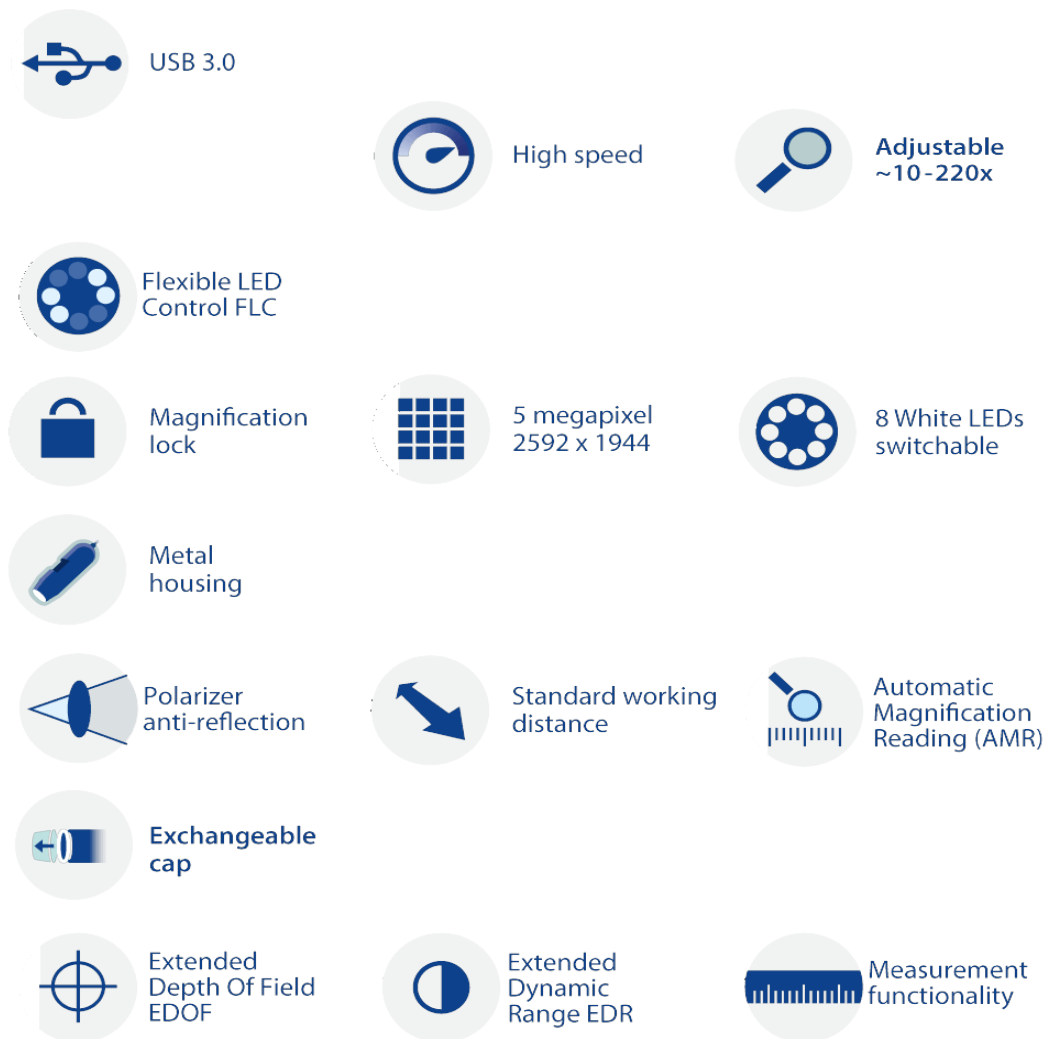 USB 3.0
High speed
Adjustable
~10-220x
Flexible LED
Control FLC
Magnification
lock
5 megapixel
2592 x 1944
8 White LEDs
switchable
Metal
housing
Polarizer
anti-reflection
Standard working
distance
Automatic
Magnification
Reading (AMR)
Exchangeable
cap
Extended
Depth Of Field
EDOF
Extended
Dynamic
Range EDR
Measurement
functionality